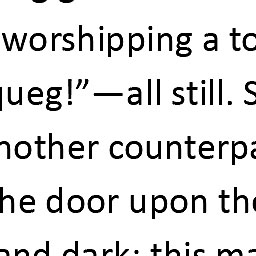 worshipping a to
queg!”—all still. S
nother counterpa
he door upon the
and dark; this ma